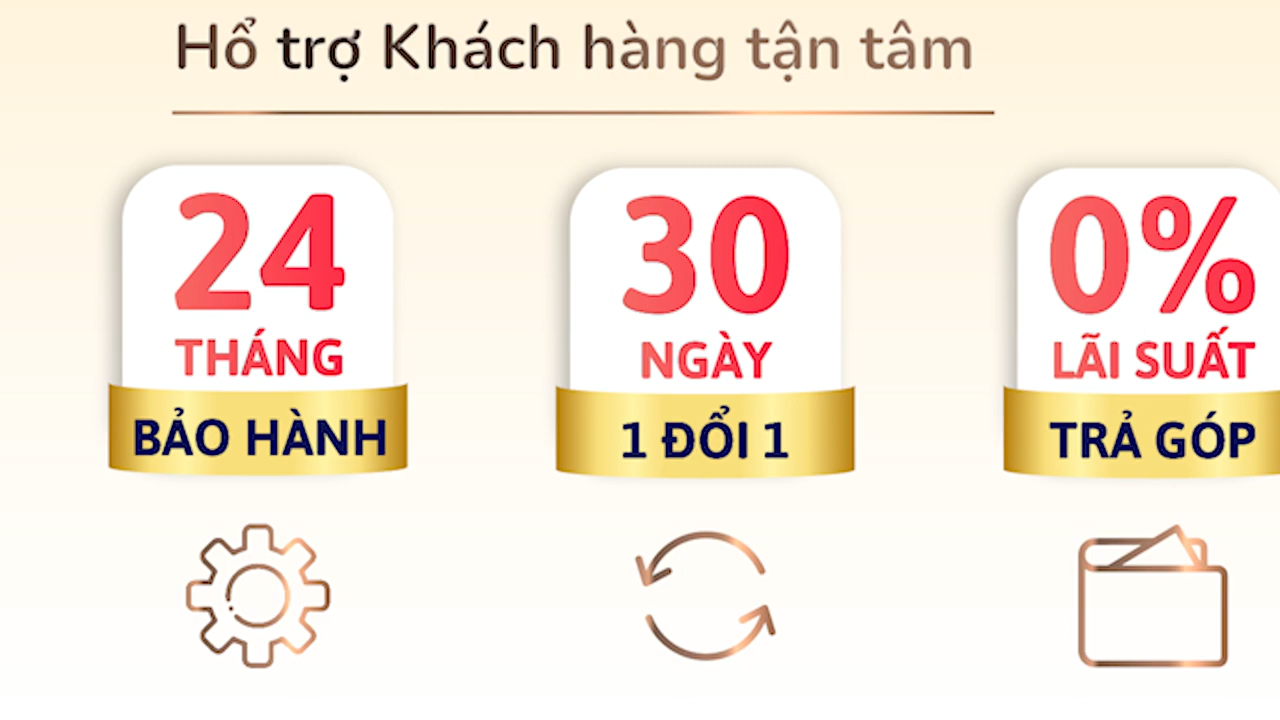 Hổ trợ Khách hàng tận tâm
24
THÁNG
BẢO HÀNH
30
NGÀY
1 ĐỔI 1
0%
LÃI SUẤT
TRẢ GÓP